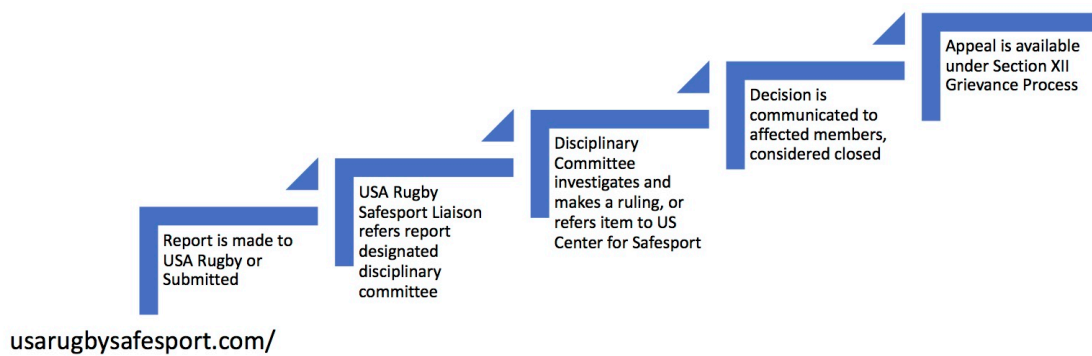 Report is made to
USA Rugby or
Submitted
usarugbysafesport.com/
USA Rugby
Safesport Liaison
refers report
designated
disciplinary
committee
Disciplinary
Committee
investigates and
makes a ruling, or
refers item to US
Center for Safesport
Decision is
communicated to
affected members,
considered closed
Appeal is available
under Section XII
Grievance Process